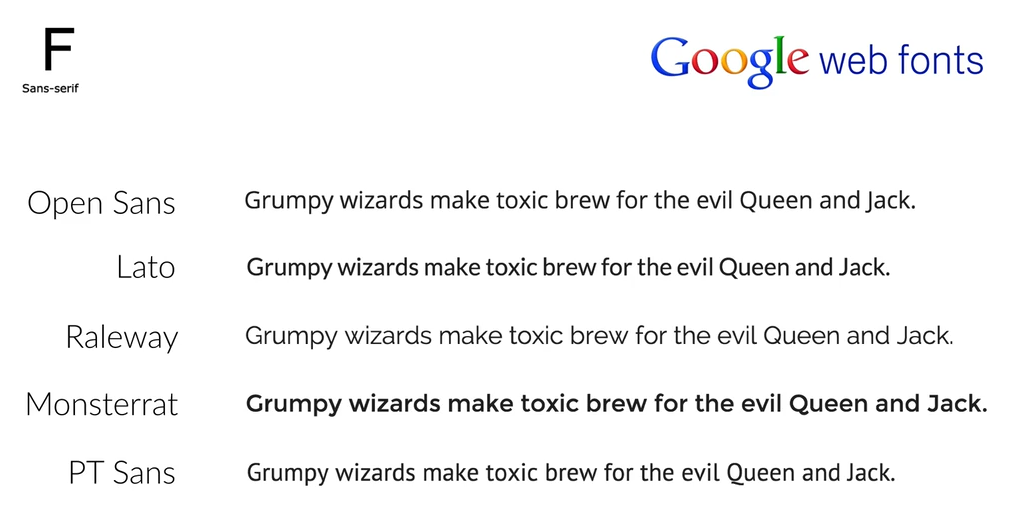 F
Sans-serif
Google web fonts
Open Sans Grumpy wizards make toxic brew for the evil Queen and Jack.
Lato Grumpy wizards make toxic brew for the evil Queen and Jack.
Raleway Grumpy wizards make toxic brew for the evil Queen and Jack.
Monsterrat Grumpy wizards make toxic brew for the evil Queen and Jack.
PT Sans Grumpy wizards make toxic brew for the evil Queen and Jack.